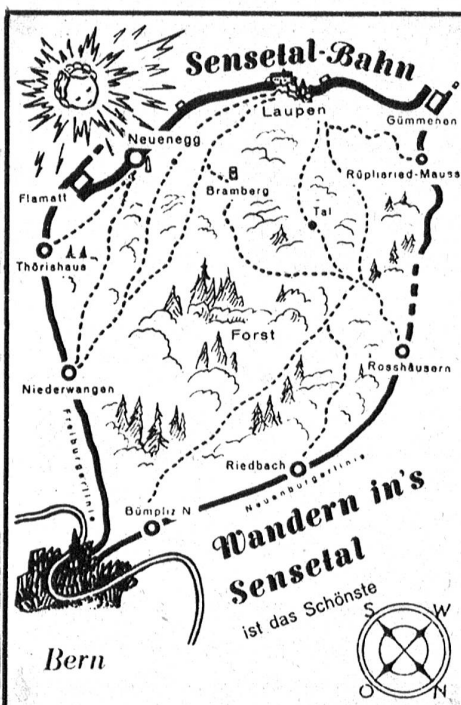 Sensetal-Bahn
Laupen
Gümmenen
Neuenegg
Rüpliaried-Mauss
Flamatt
Bramberg
Tal
Thörishaus
Forst
Rosshäusern
Niederwangen
Freiburgerlinie
Riedbach
Neuenburgerlinie
Bümpliz N
Wandern in's
Sensetal
ist das Schönste
Bern
S W
O N